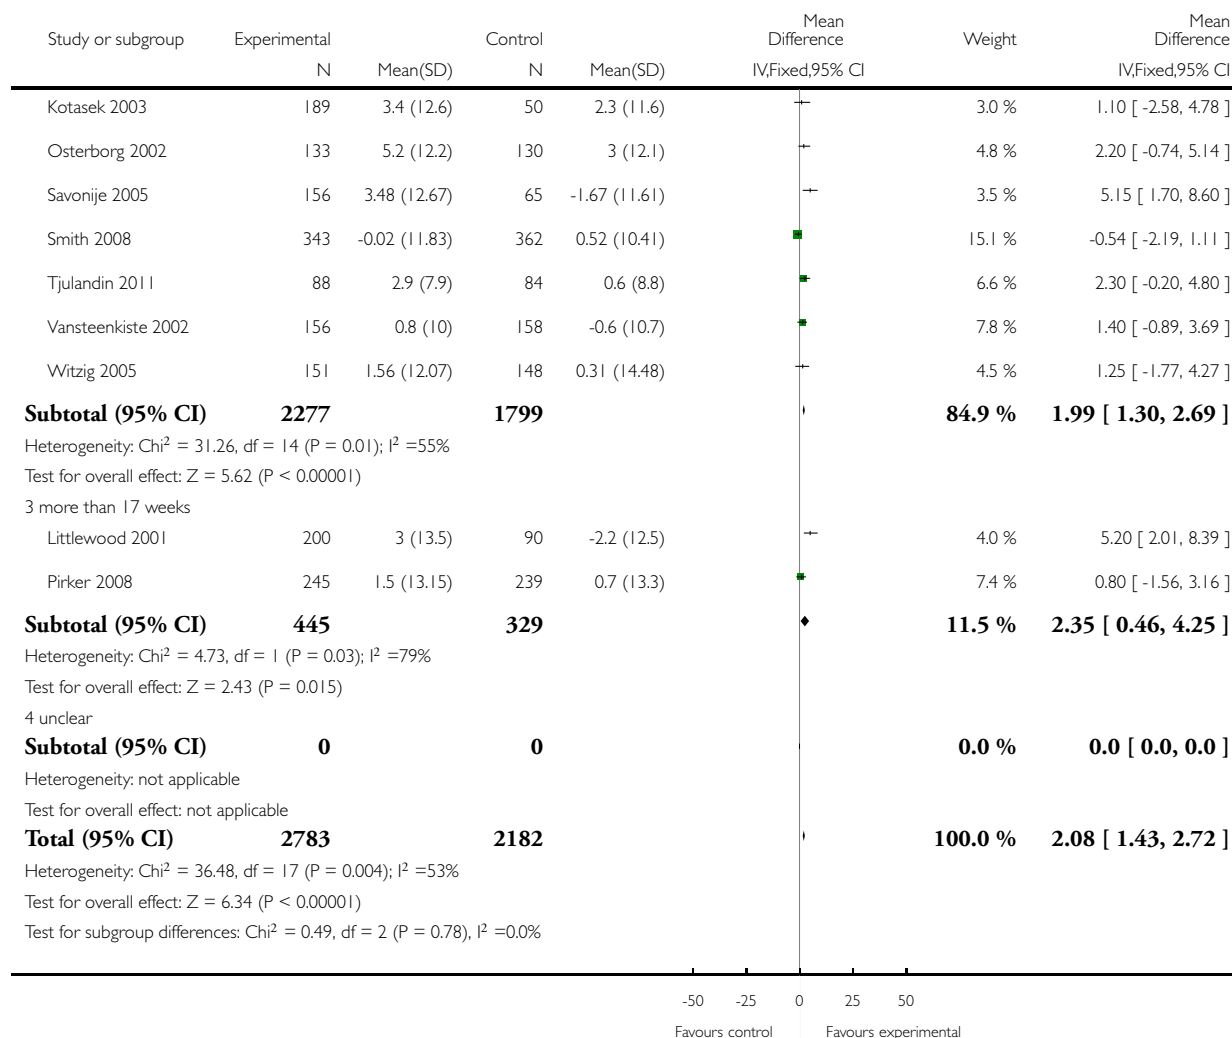 Study or subgroup Experimental Control Mean Difference Weight Mean Difference
N Mean(SD) N Mean(SD) IV,Fixed,95% CI IV,Fixed,95% CI
Kotasek 2003 189 3.4 (12.6) 50 2.3 (11.6) 3.0 % 1.10 [ -2.58, 4.78 ]
Osterborg 2002 133 5.2 (12.2) 130 3 (12.1) 4.8 % 2.20 [ -0.74, 5.14 ]
Savonije 2005 156 3.48 (12.67) 65 -1.67 (11.61) 3.5 % 5.15 [ 1.70, 8.60 ]
Smith 2008 343 -0.02 (11.83) 362 0.52 (10.41) 15.1 % -0.54 [ -2.19, 1.11 ]
Tjulandin 2011 88 2.9 (7.9) 84 0.6 (8.8) 6.6 % 2.30 [ -0.20, 4.80 ]
Vansteenkiste 2002 156 0.8 (10) 158 -0.6 (10.7) 7.8 % 1.40 [ -0.89, 3.69 ]
Witzig 2005 151 1.56 (12.07) 148 0.31 (14.48) 4.5 % 1.25 [ -1.77, 4.27 ]
Subtotal (95% CI) 2277 1799 84.9 % 1.99 [ 1.30, 2.69 ]
Heterogeneity: Chi² = 31.26, df = 14 (P = 0.01); I² =55%
Test for overall effect: Z = 5.62 (P < 0.00001)
3 more than 17 weeks
Littlewood 2001 200 3 (13.5) 90 -2.2 (12.5) 4.0 % 5.20 [ 2.01, 8.39 ]
Pirker 2008 245 1.5 (13.15) 239 0.7 (13.3) 7.4 % 0.80 [ -1.56, 3.16 ]
Subtotal (95% CI) 445 329 11.5 % 2.35 [ 0.46, 4.25 ]
Heterogeneity: Chi² = 4.73, df = 1 (P = 0.03); I² =79%
Test for overall effect: Z = 2.43 (P = 0.015)
4 unclear
Subtotal (95% CI) 0 0 0.0 % 0.0 [ 0.0, 0.0 ]
Heterogeneity: not applicable
Test for overall effect: not applicable
Total (95% CI) 2783 2182 100.0 % 2.08 [ 1.43, 2.72 ]
Heterogeneity: Chi² = 36.48, df = 17 (P = 0.004); I² =53%
Test for overall effect: Z = 6.34 (P < 0.00001)
Test for subgroup differences: Chi² = 0.49, df = 2 (P = 0.78), I² =0.0%
-50 -25 0 25 50
Favours control Favours experimental